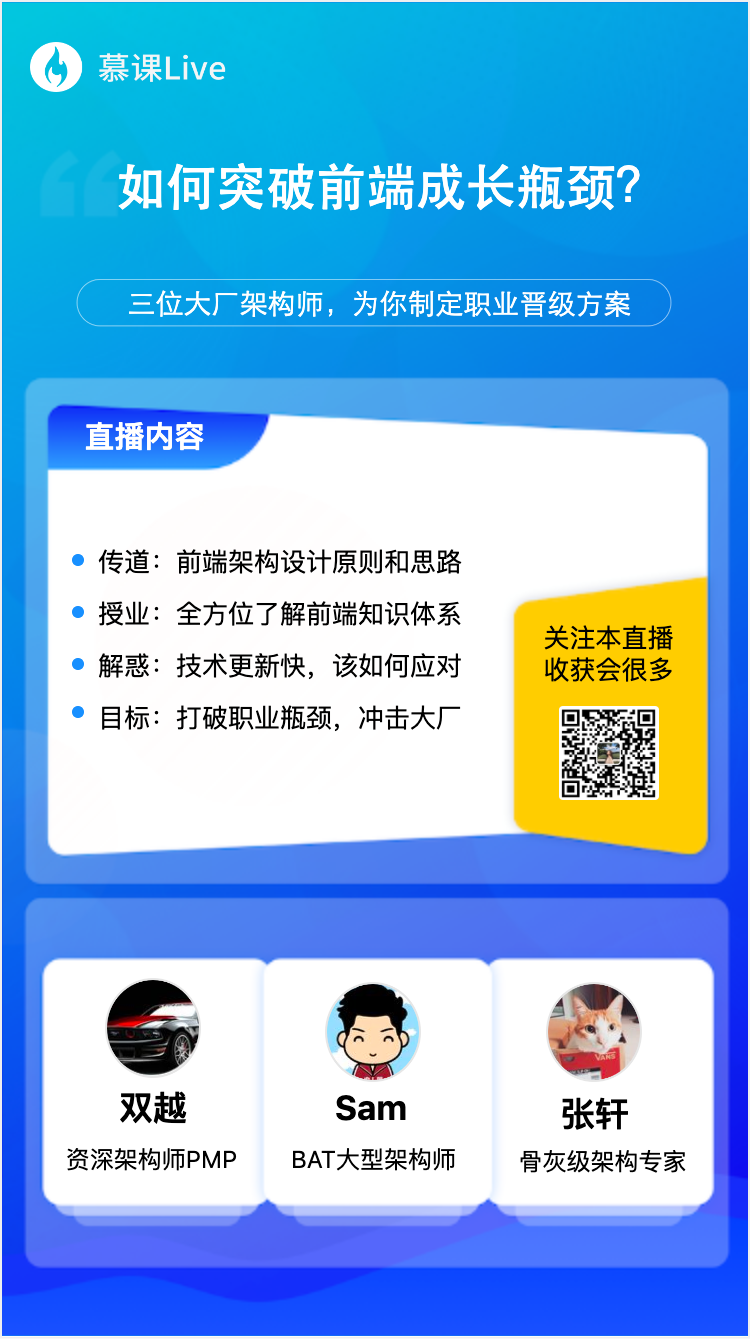 慕课Live
如何突破前端成长瓶颈?
三位大厂架构师，为你制定职业晋级方案
直播内容
传道：前端架构设计原则和思路
授业：全方位了解前端知识体系
解惑：技术更新快，该如何应对
目标：打破职业瓶颈，冲击大厂
关注本直播
收获会很多
双越
资深架构师PMP
Sam
BAT大型架构师
VANS
张轩
骨灰级架构专家